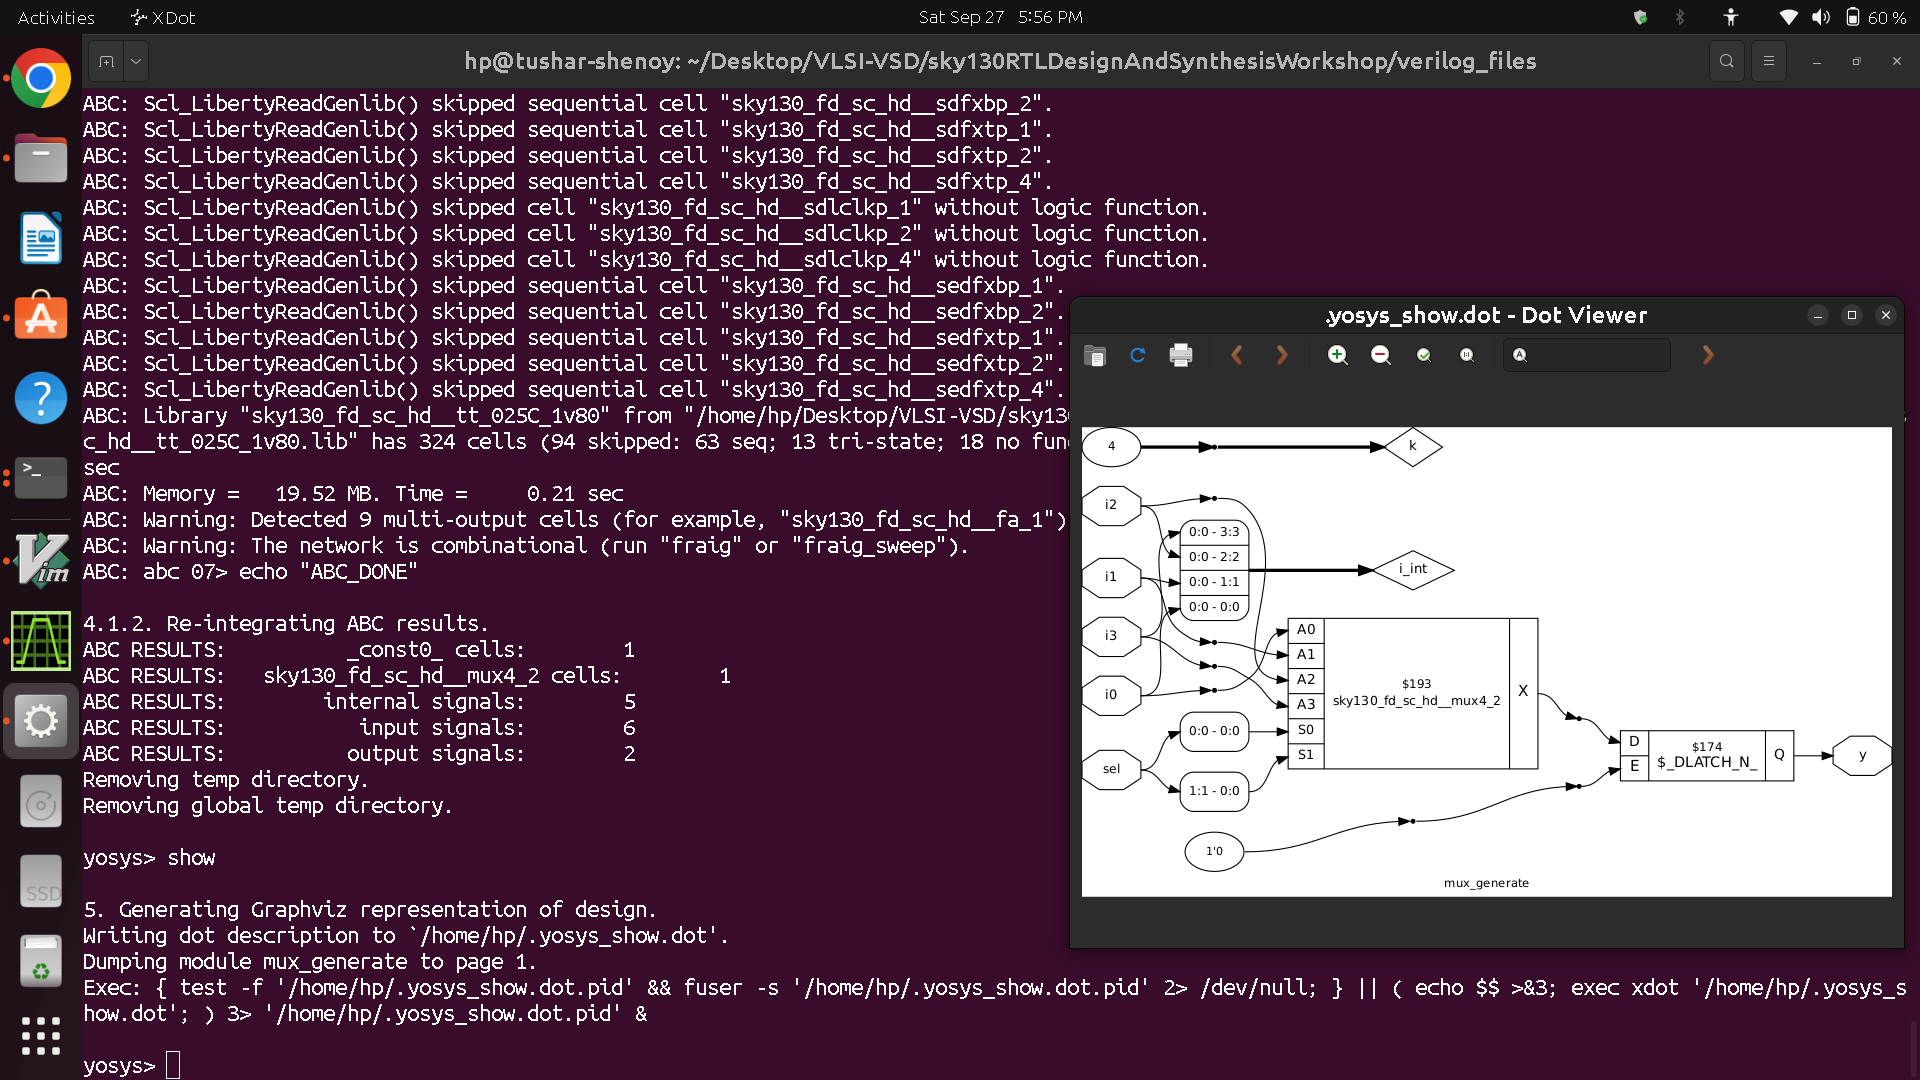 Activities
XDot
Sat Sep 27 5:56 PM
60 %
hp@tushar-shenoy: ~/Desktop/VLSI-VSD/sky130RTLDesignAndSynthesisWorkshop/verilog_files
ABC: Scl_LibertyReadGenlib() skipped sequential cell "sky130_fd_sc_hd__sdfxbp_2".
ABC: Scl_LibertyReadGenlib() skipped sequential cell "sky130_fd_sc_hd__sdfxtp_1".
ABC: Scl_LibertyReadGenlib() skipped sequential cell "sky130_fd_sc_hd__sdfxtp_2".
ABC: Scl_LibertyReadGenlib() skipped sequential cell "sky130_fd_sc_hd__sdfxtp_4".
ABC: Scl_LibertyReadGenlib() skipped cell "sky130_fd_sc_hd__sdlclkp_1" without logic function.
ABC: Scl_LibertyReadGenlib() skipped cell "sky130_fd_sc_hd__sdlclkp_2" without logic function.
ABC: Scl_LibertyReadGenlib() skipped cell "sky130_fd_sc_hd__sdlclkp_4" without logic function.
ABC: Scl_LibertyReadGenlib() skipped sequential cell "sky130_fd_sc_hd__sedfxbp_1".
ABC: Scl_LibertyReadGenlib() skipped sequential cell "sky130_fd_sc_hd__sedfxbp_2".
ABC: Scl_LibertyReadGenlib() skipped sequential cell "sky130_fd_sc_hd__sedfxtp_1".
ABC: Scl_LibertyReadGenlib() skipped sequential cell "sky130_fd_sc_hd__sedfxtp_2".
ABC: Scl_LibertyReadGenlib() skipped sequential cell "sky130_fd_sc_hd__sedfxtp_4".
ABC: Library "sky130_fd_sc_hd__tt_025C_1v80" from "/home/hp/Desktop/VLSI-VSD/sky13
c_hd__tt_025C_1v80.lib" has 324 cells (94 skipped: 63 seq; 13 tri-state; 18 no fun
sec
ABC: Memory = 19.52 MB. Time = 0.21 sec
ABC: Warning: Detected 9 multi-output cells (for example, "sky130_fd_sc_hd__fa_1")
ABC: Warning: The network is combinational (run "fraig" or "fraig_sweep").
ABC: abc 07> echo "ABC_DONE"
4.1.2. Re-integrating ABC results.
ABC RESULTS: _const0_ cells: 1
ABC RESULTS: sky130_fd_sc_hd__mux4_2 cells: 1
ABC RESULTS: internal signals: 5
ABC RESULTS: input signals: 6
ABC RESULTS: output signals: 2
Removing temp directory.
Removing global temp directory.
yosys> show
5. Generating Graphviz representation of design.
Writing dot description to `/home/hp/.yosys_show.dot'.
Dumping module mux_generate to page 1.
Exec: { test -f '/home/hp/.yosys_show.dot.pid' && fuser -s '/home/hp/.yosys_show.dot.pid' 2> /dev/null; } || ( echo $$ >&3; exec xdot '/home/hp/.yosys_s
how.dot'; ) 3> '/home/hp/.yosys_show.dot.pid' &
yosys>
SSD
.yosys_show.dot - Dot Viewer
4
k
i2
0:0 - 3:3
0:0 - 2:2
0:0 - 1:1
0:0 - 0:0
i_int
i1
i3
i0
A0
A1
A2
A3
S0
S1
$193
sky130_fd_sc_hd__mux4_2
X
0:0 - 0:0
sel
1:1 - 0:0
D
E
$174
$_DLATCH_N_
Q
y
1'0
mux_generate